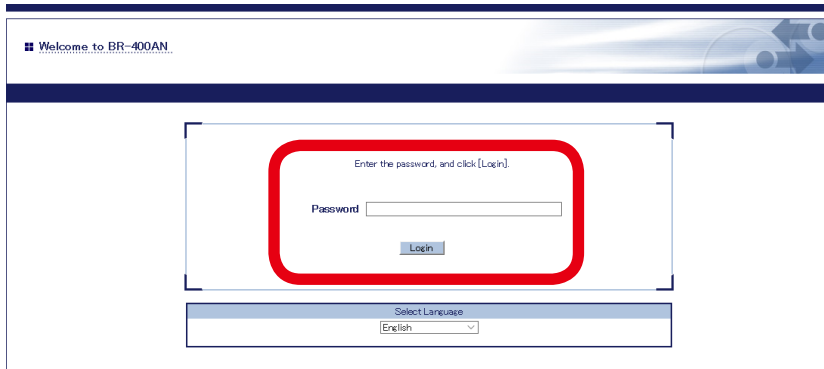 Welcome to BR-400AN
Enter the password, and click [Login].
Password
Login
Select Language
English